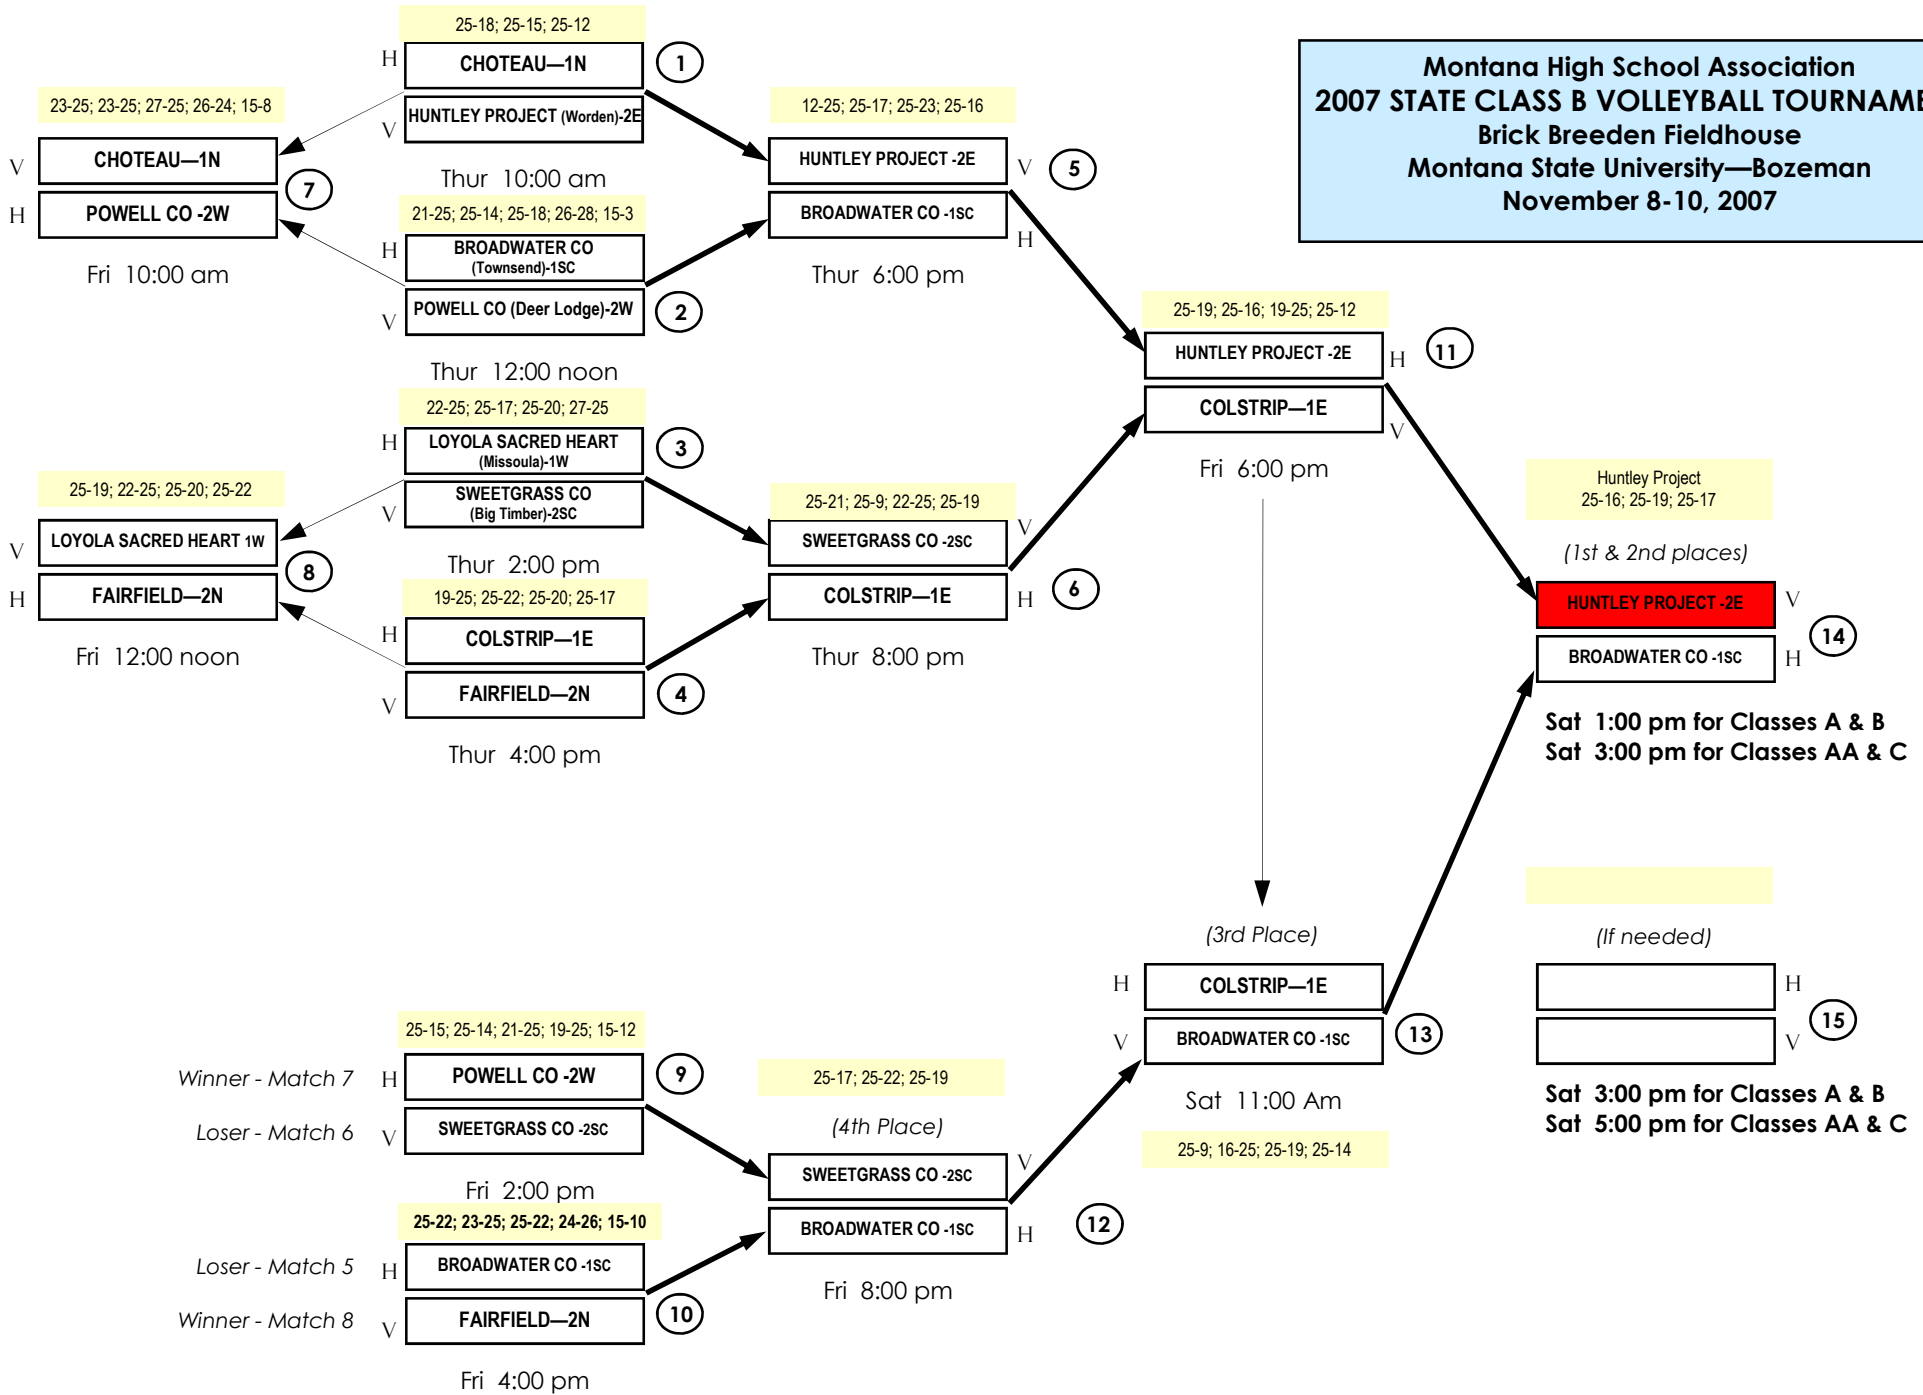 Montana High School Association
2007 STATE CLASS B VOLLEYBALL TOURNAME
Brick Breeden Fieldhouse
Montana State University—Bozeman
November 8-10, 2007
25-18; 25-15; 25-12
H
CHOTEAU—1N
1
HUNTLEY PROJECT (Worden)-2E
V
Thur 10:00 am
21-25; 25-14; 25-18; 26-28; 15-3
H
BROADWATER CO
(Townsend)-1SC
POWELL CO (Deer Lodge)-2W
V
2
Thur 12:00 noon
22-25; 25-17; 25-20; 27-25
H
LOYOLA SACRED HEART
(Missoula)-1W
3
SWEETGRASS CO
(Big Timber)-2SC
V
Thur 2:00 pm
19-25; 25-22; 25-20; 25-17
H
COLSTRIP—1E
FAIRFIELD—2N
V
4
Thur 4:00 pm
23-25; 23-25; 27-25; 26-24; 15-8
V
CHOTEAU—1N
7
H
POWELL CO -2W
Fri 10:00 am
25-19; 22-25; 25-20; 25-22
V
LOYOLA SACRED HEART 1W
8
H
FAIRFIELD—2N
Fri 12:00 noon
12-25; 25-17; 25-23; 25-16
HUNTLEY PROJECT -2E
V
5
BROADWATER CO -1SC
H
Thur 6:00 pm
25-21; 25-9; 22-25; 25-19
SWEETGRASS CO -2SC
V
COLSTRIP—1E
H
6
Thur 8:00 pm
25-19; 25-16; 19-25; 25-12
HUNTLEY PROJECT -2E
H
11
COLSTRIP—1E
V
Fri 6:00 pm
Huntley Project
25-16; 25-19; 25-17
(1st & 2nd places)
HUNTLEY PROJECT -2E
V
14
BROADWATER CO -1SC
H
Sat 1:00 pm for Classes A & B
Sat 3:00 pm for Classes AA & C
(3rd Place)
H
COLSTRIP—1E
V
BROADWATER CO -1SC
13
Sat 11:00 Am
25-9; 16-25; 25-19; 25-14
(If needed)
H
15
V
Sat 3:00 pm for Classes A & B
Sat 5:00 pm for Classes AA & C
25-15; 25-14; 21-25; 19-25; 15-12
Winner - Match 7
H
POWELL CO -2W
9
Loser - Match 6
V
SWEETGRASS CO -2SC
Fri 2:00 pm
25-22; 23-25; 25-22; 24-26; 15-10
Loser - Match 5
H
BROADWATER CO -1SC
Winner - Match 8
V
FAIRFIELD—2N
10
Fri 4:00 pm
25-17; 25-22; 25-19
(4th Place)
SWEETGRASS CO -2SC
V
BROADWATER CO -1SC
H
12
Fri 8:00 pm